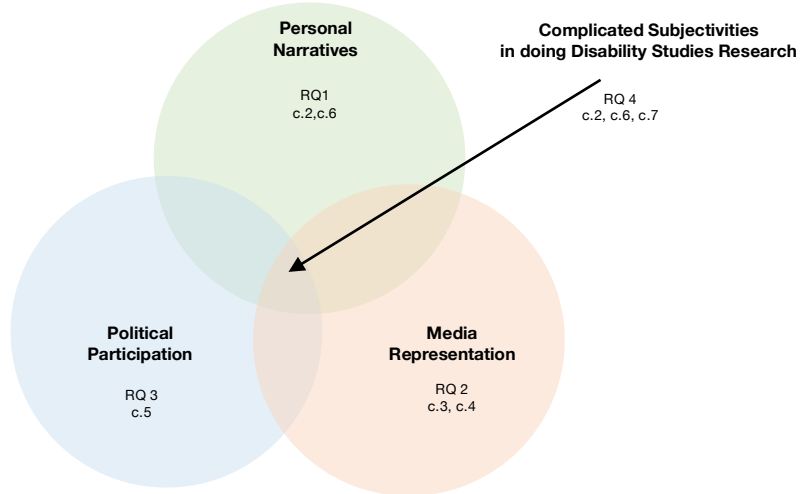 Personal
Narratives
RQ1
c.2,c.6
Complicated Subjectivities
in doing Disability Studies Research
RQ 4
c.2, c.6, c.7
Political
Participation
RQ 3
c.5
Media
Representation
RQ 2
c.3, c.4